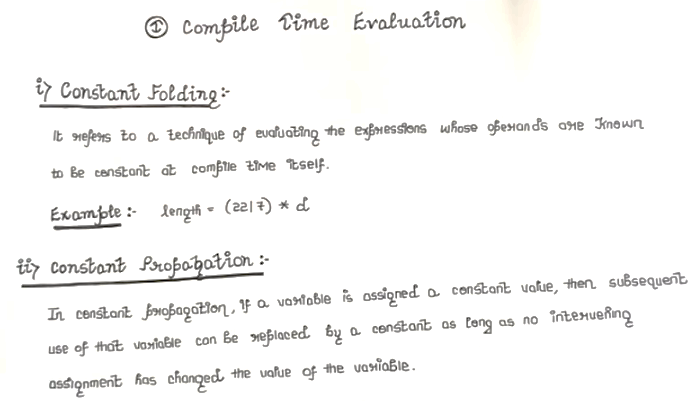 ① Compile Time Evaluation
i) Constant Folding:-
It refers to a technique of evaluating the expressions whose operands are known
to be constant at compile time itself.
Example:- length = (22/7) * d
ii) Constant Propagation:-
In constant propagation, if a variable is assigned a constant value, then subsequent
use of that variable can be replaced by a constant as long as no intervening
assignment has changed the value of the variable.